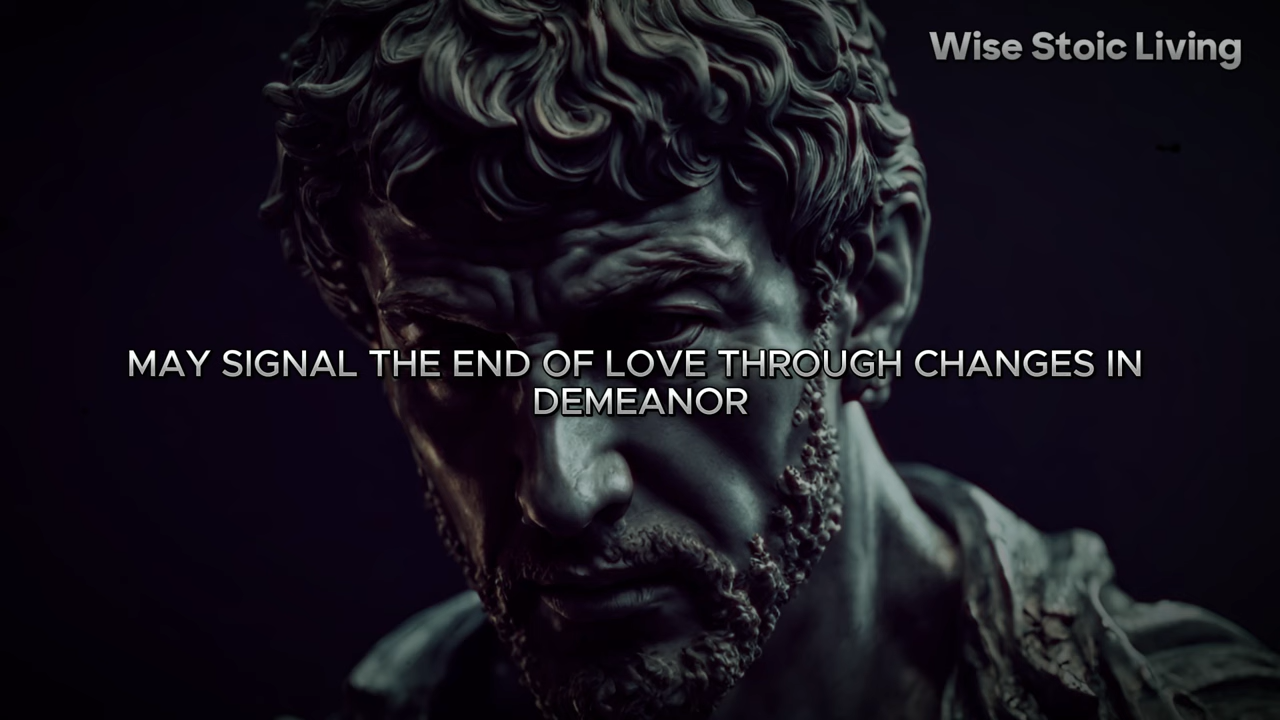 Wise Stoic Living
MAY SIGNAL THE END OF LOVE THROUGH CHANGES IN
DEMEANOR